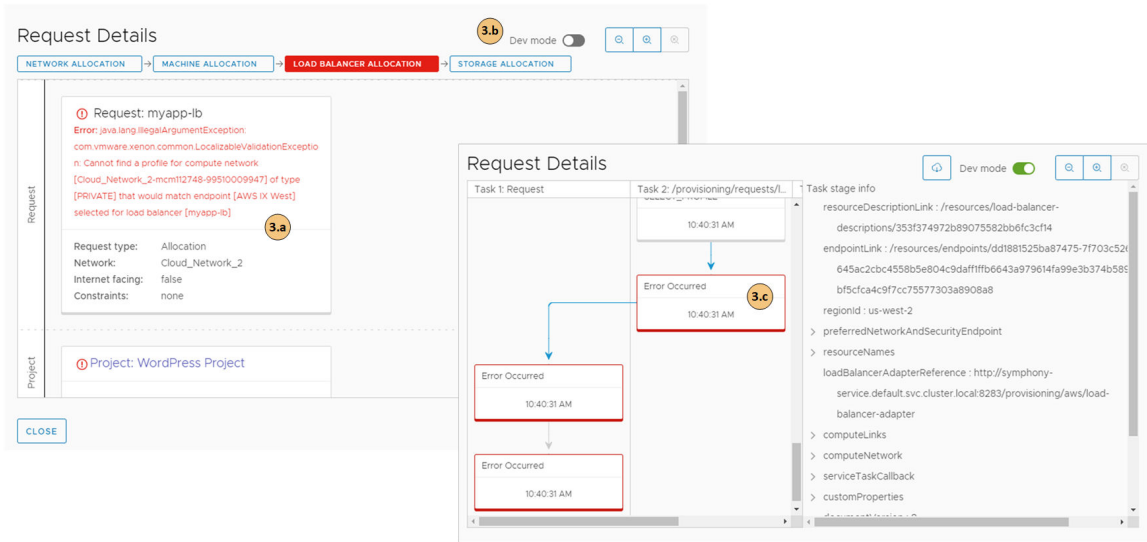 Request Details
3.b
Dev mode
NETWORK ALLOCATION
MACHINE ALLOCATION
LOAD BALANCER ALLOCATION
STORAGE ALLOCATION
Request
Request: myapp-lb
Error: java.lang.IllegalArgumentException:
com.vmware.xenon.common.LocalizableValidationExceptio
n: Cannot find a profile for compute network
[Cloud_Network_2-mcm112748-99510009947] of type
[PRIVATE] that would match endpoint [AWS IX West]
selected for load balancer [myapp-lb]
3.a
Request type: Allocation
Network: Cloud_Network_2
Internet facing: false
Constraints: none
Project
Project: WordPress Project
CLOSE
Request Details
Dev mode
Task 1: Request
Task 2: /provisioning/requests/l...
Task stage info
SELECT_PROFILE
10:40:31 AM
Error Occurred
3.c
10:40:31 AM
Error Occurred
10:40:31 AM
Error Occurred
10:40:31 AM
resourceDescriptionLink : /resources/load-balancer-
descriptions/353f374972b89075582bb6fc3cf14
endpointLink : /resources/endpoints/dd1881525ba87475-7f703c526
645ac2cbc4558b5e804c9daff1ffb6643a979614fa99e3b374b589
bf5cfca4c9f7cc75577303a8908a8
regionId : us-west-2
preferredNetworkAndSecurityEndpoint
resourceNames
loadBalancerAdapterReference : http://symphony-
service.default.svc.cluster.local:8283/provisioning/aws/load-
balancer-adapter
computeLinks
computeNetwork
serviceTaskCallback
customProperties